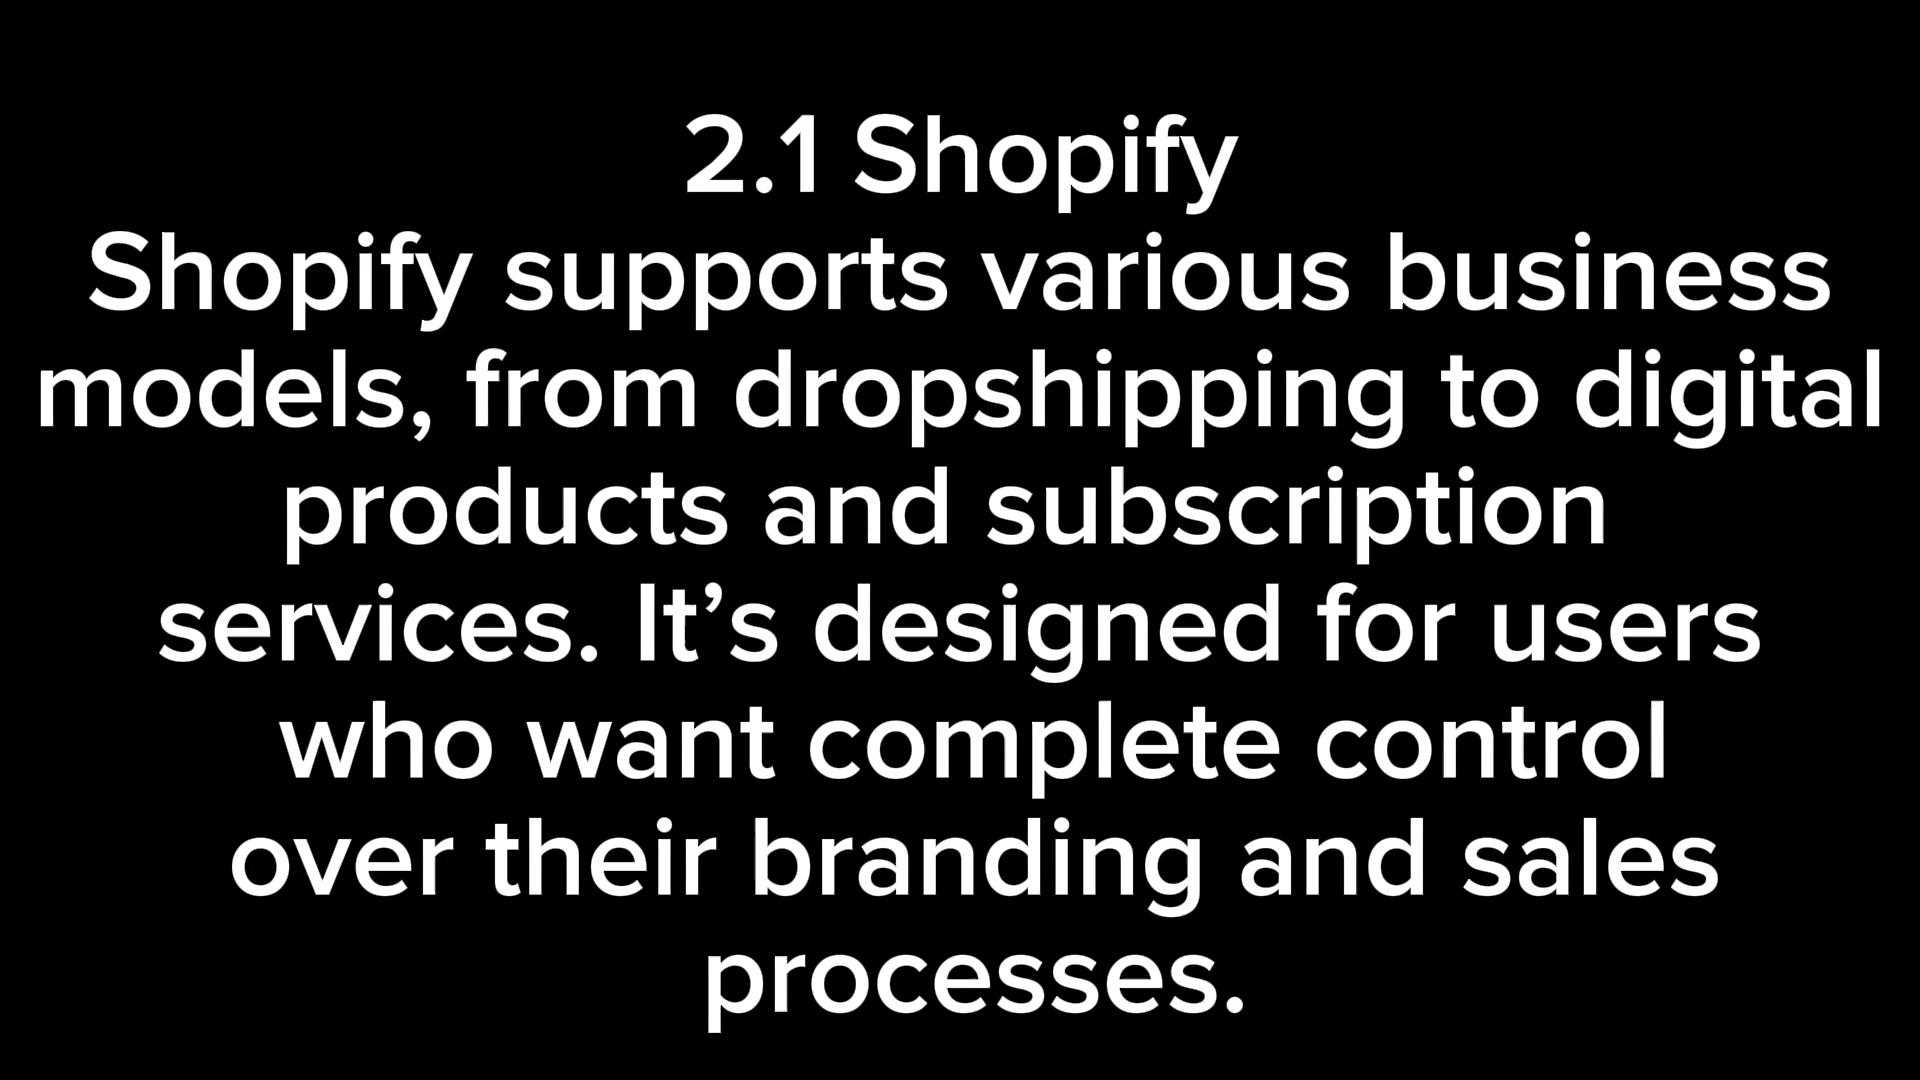 2.1 Shopify
Shopify supports various business
models, from dropshipping to digital
products and subscription
services. It’s designed for users
who want complete control
over their branding and sales
processes.